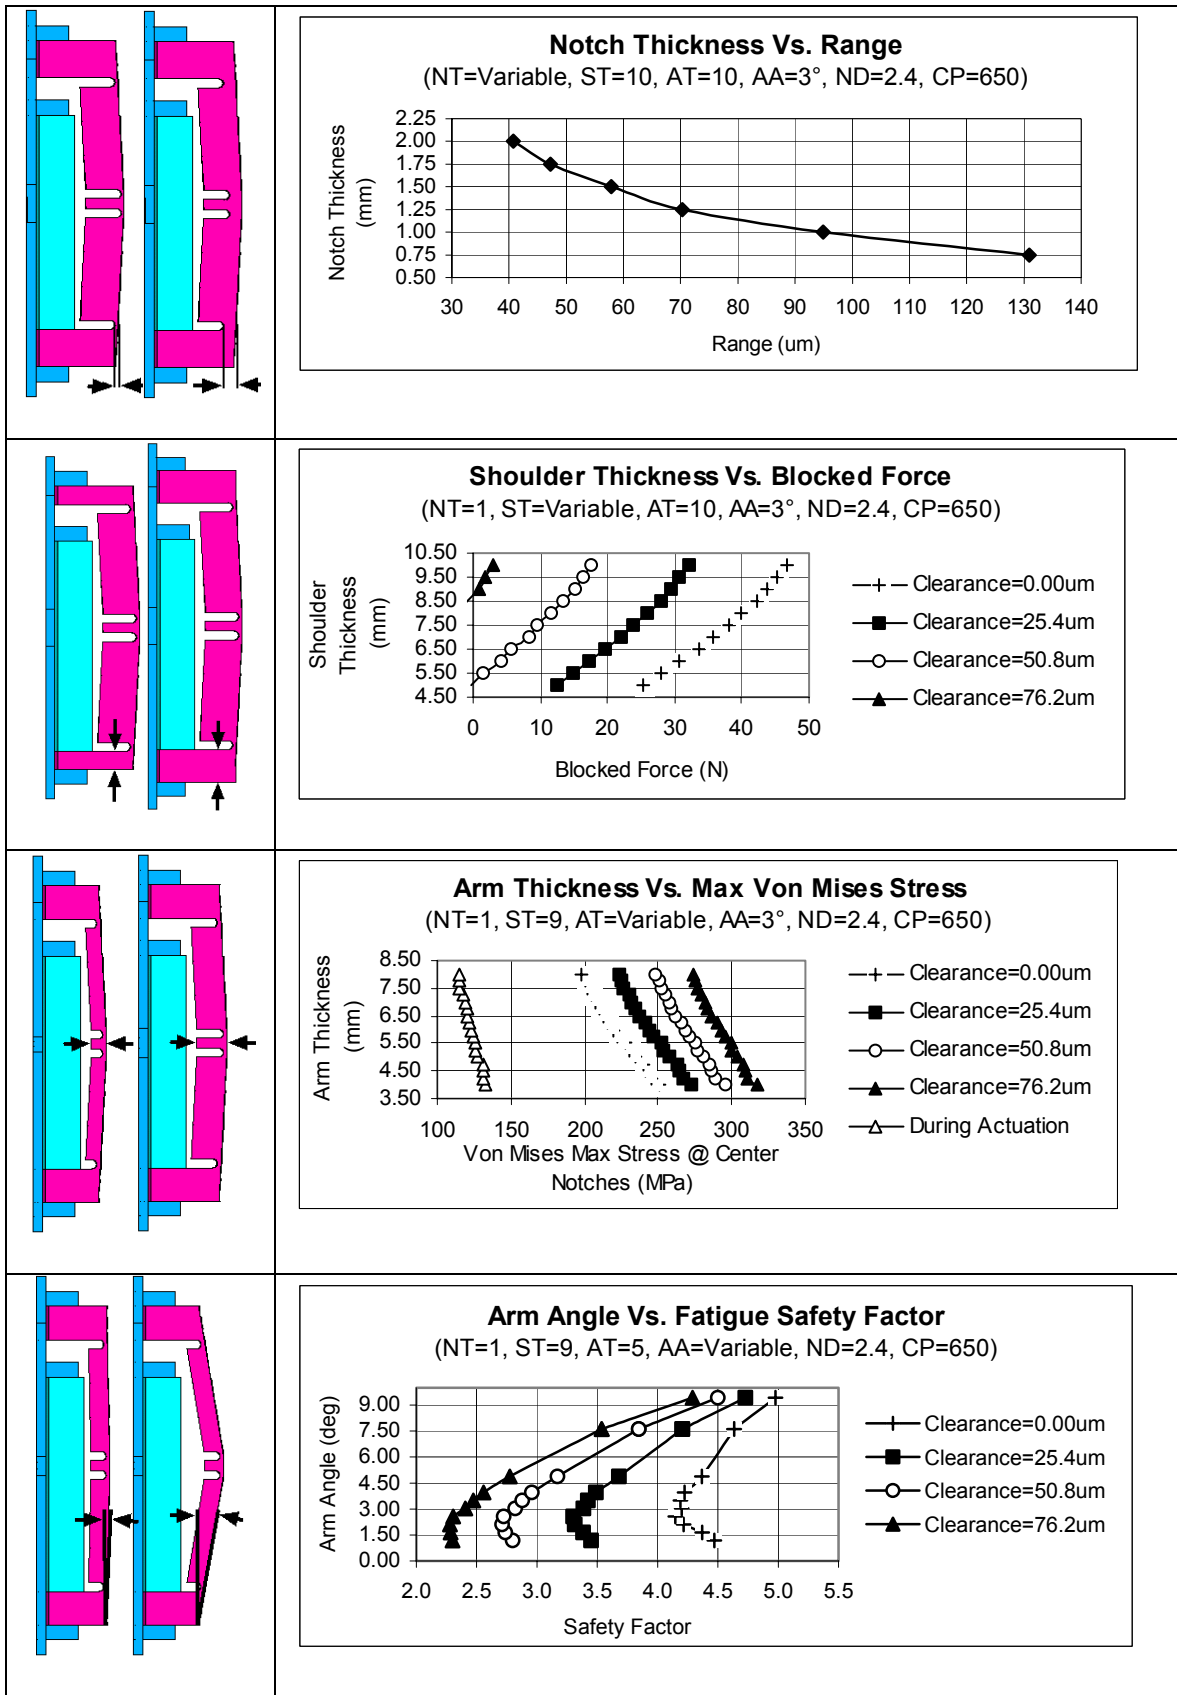 Notch Thickness Vs. Range
(NT=Variable, ST=10, AT=10, AA=3°, ND=2.4, CP=650)
Notch Thickness
(mm)
2.25
2.00
1.75
1.50
1.25
1.00
0.75
0.50
30 40 50 60 70 80 90 100 110 120 130 140
Range (um)
Shoulder Thickness Vs. Blocked Force
(NT=1, ST=Variable, AT=10, AA=3°, ND=2.4, CP=650)
Shoulder
Thickness
(mm)
10.50
9.50
8.50
7.50
6.50
5.50
4.50
0 10 20 30 40 50
Blocked Force (N)
Clearance=0.00um
Clearance=25.4um
Clearance=50.8um
Clearance=76.2um
Arm Thickness Vs. Max Von Mises Stress
(NT=1, ST=9, AT=Variable, AA=3°, ND=2.4, CP=650)
Arm Thickness
(mm)
8.50
7.50
6.50
5.50
4.50
3.50
100 150 200 250 300 350
Von Mises Max Stress @ Center
Notches (MPa)
Clearance=0.00um
Clearance=25.4um
Clearance=50.8um
Clearance=76.2um
During Actuation
Arm Angle Vs. Fatigue Safety Factor
(NT=1, ST=9, AT=5, AA=Variable, ND=2.4, CP=650)
Arm Angle (deg)
9.00
7.50
6.00
4.50
3.00
1.50
0.00
2.0 2.5 3.0 3.5 4.0 4.5 5.0 5.5
Safety Factor
Clearance=0.00um
Clearance=25.4um
Clearance=50.8um
Clearance=76.2um